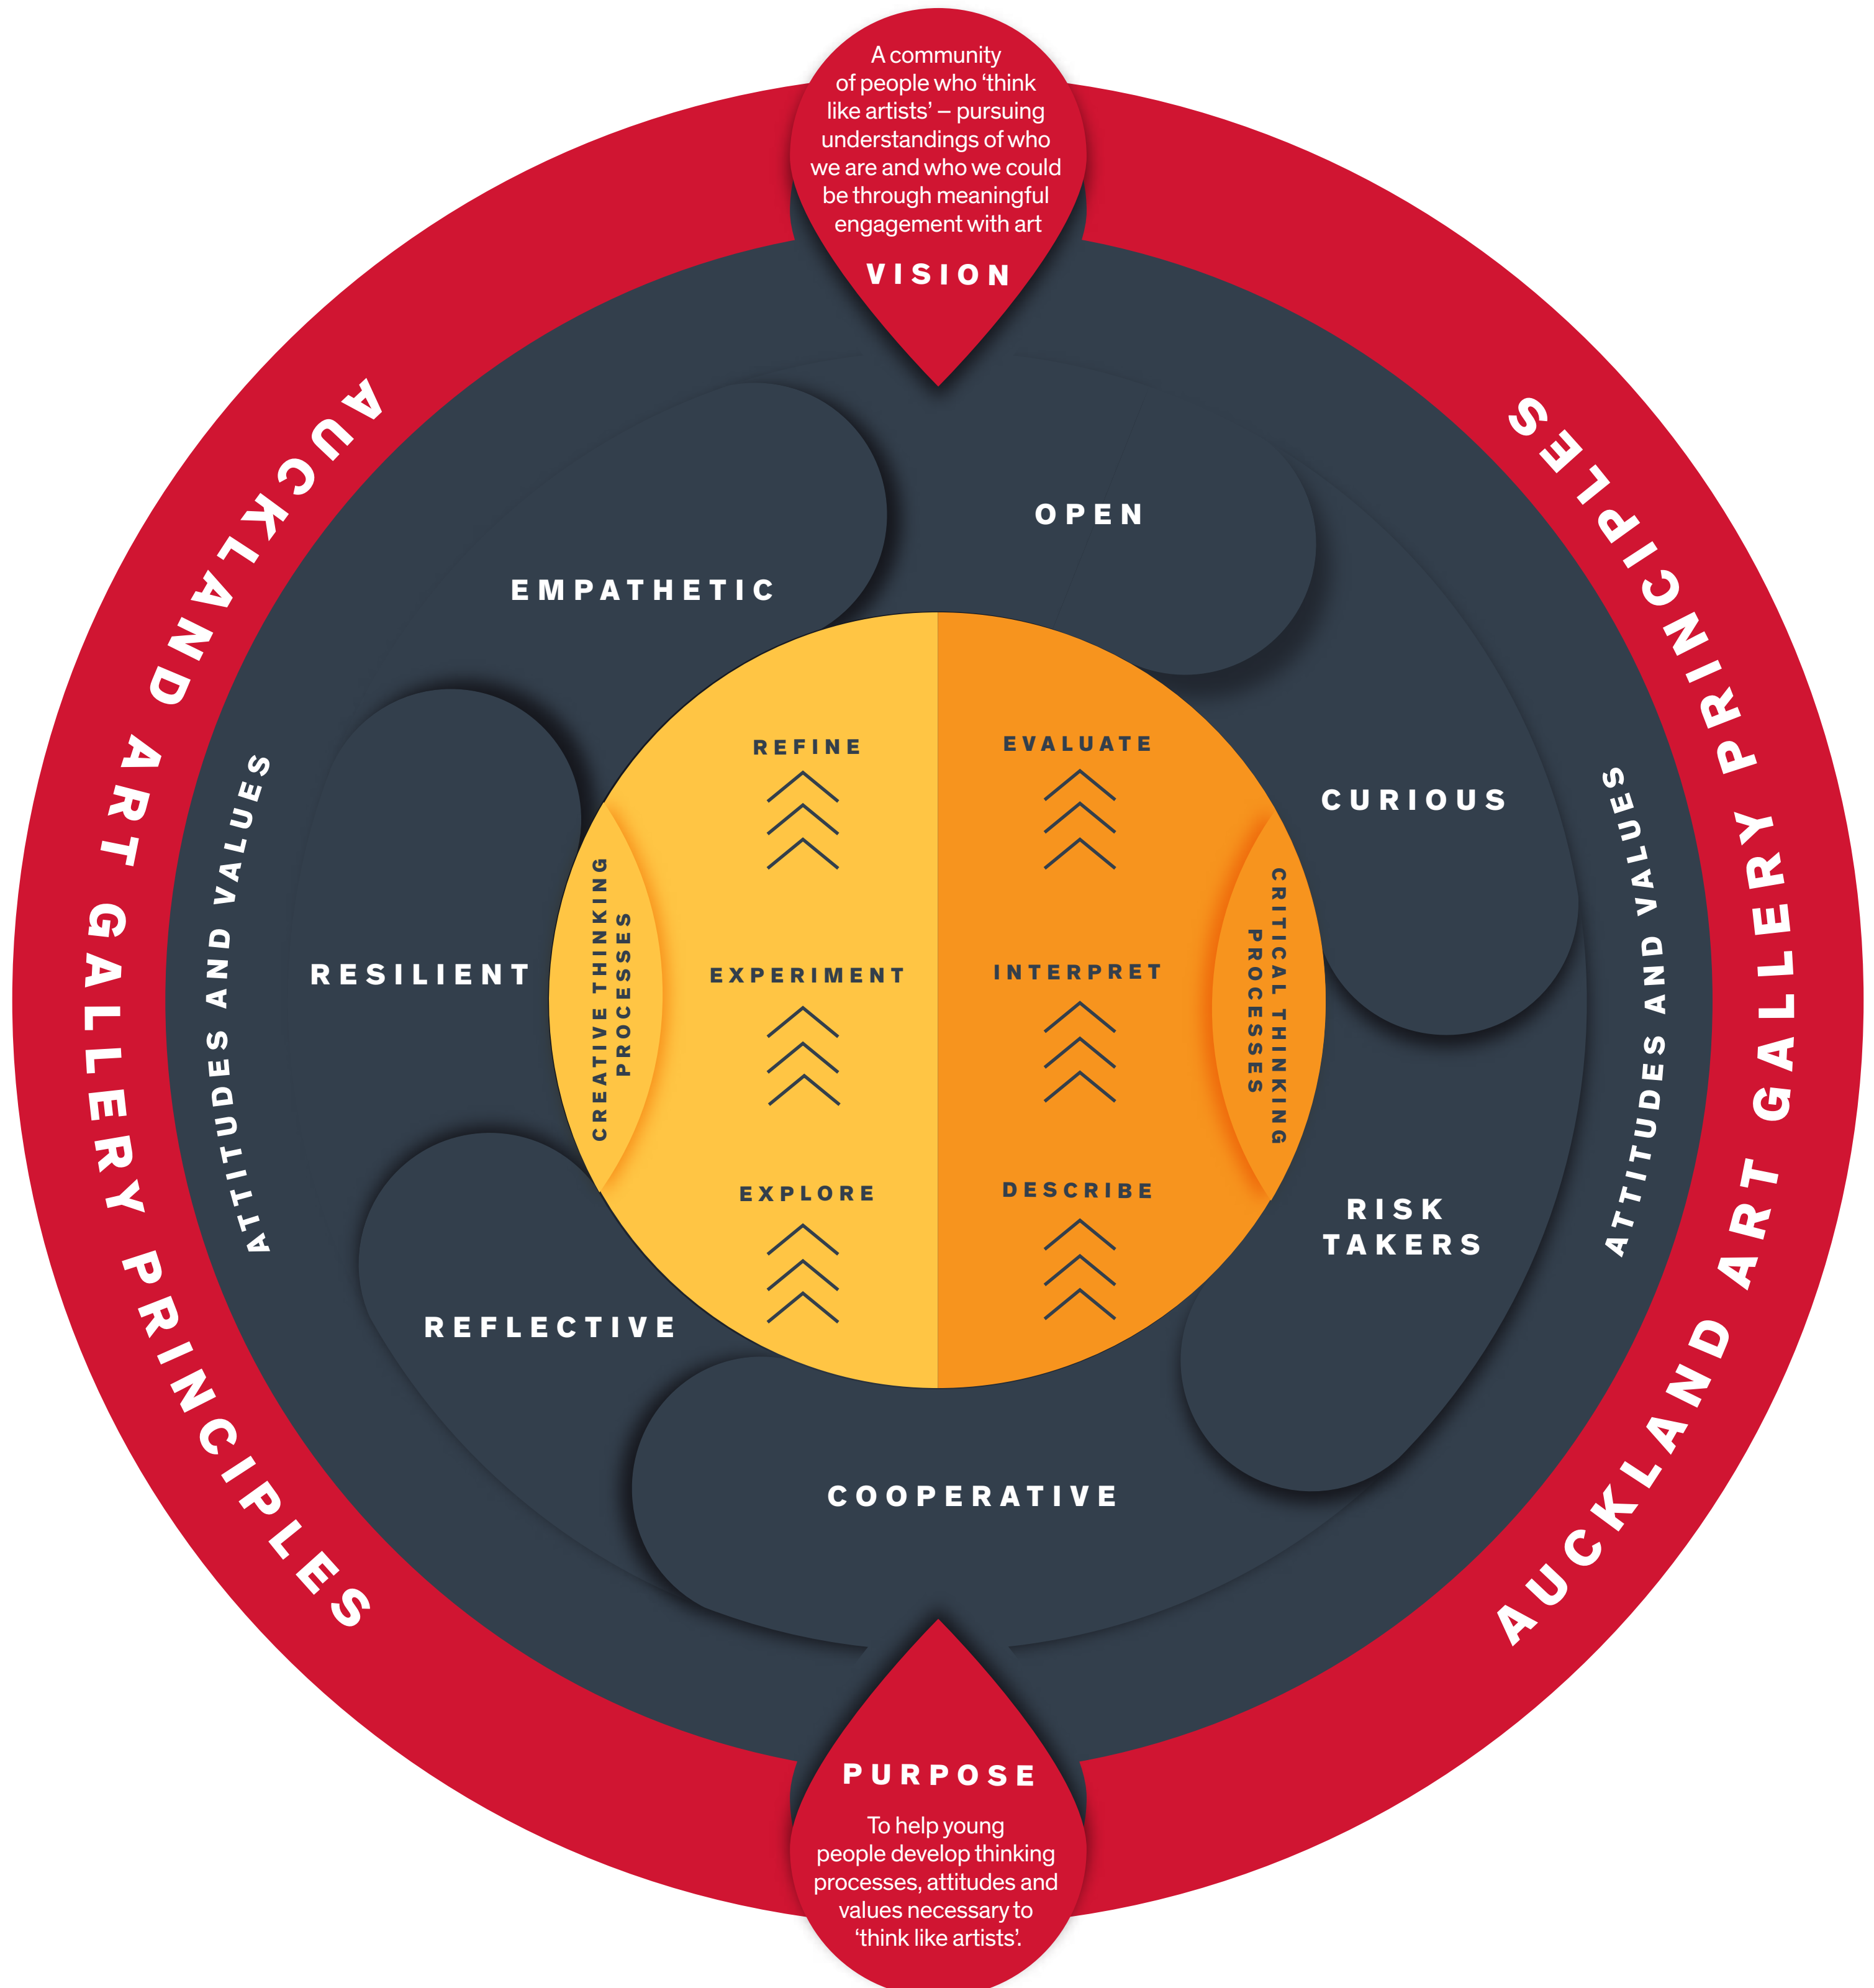 A community
of people who ‘think
like artists’ – pursuing
understandings of who
we are and who we could
be through meaningful
engagement with art
VISION
AUCKLAND ART GALLERY PRINCIPLES
AUCKLAND ART GALLERY PRINCIPLES
ATTITUDES AND VALUES
ATTITUDES AND VALUES
OPEN
EMPATHETIC
CURIOUS
RESILIENT
RISK
TAKERS
REFLECTIVE
COOPERATIVE
CREATIVE THINKING
PROCESSES
REFINE
EXPERIMENT
EXPLORE
EVALUATE
INTERPRET
DESCRIBE
CRITICAL THINKING
PROCESSES
PURPOSE
To help young
people develop thinking
processes, attitudes and
values necessary to
‘think like artists’.